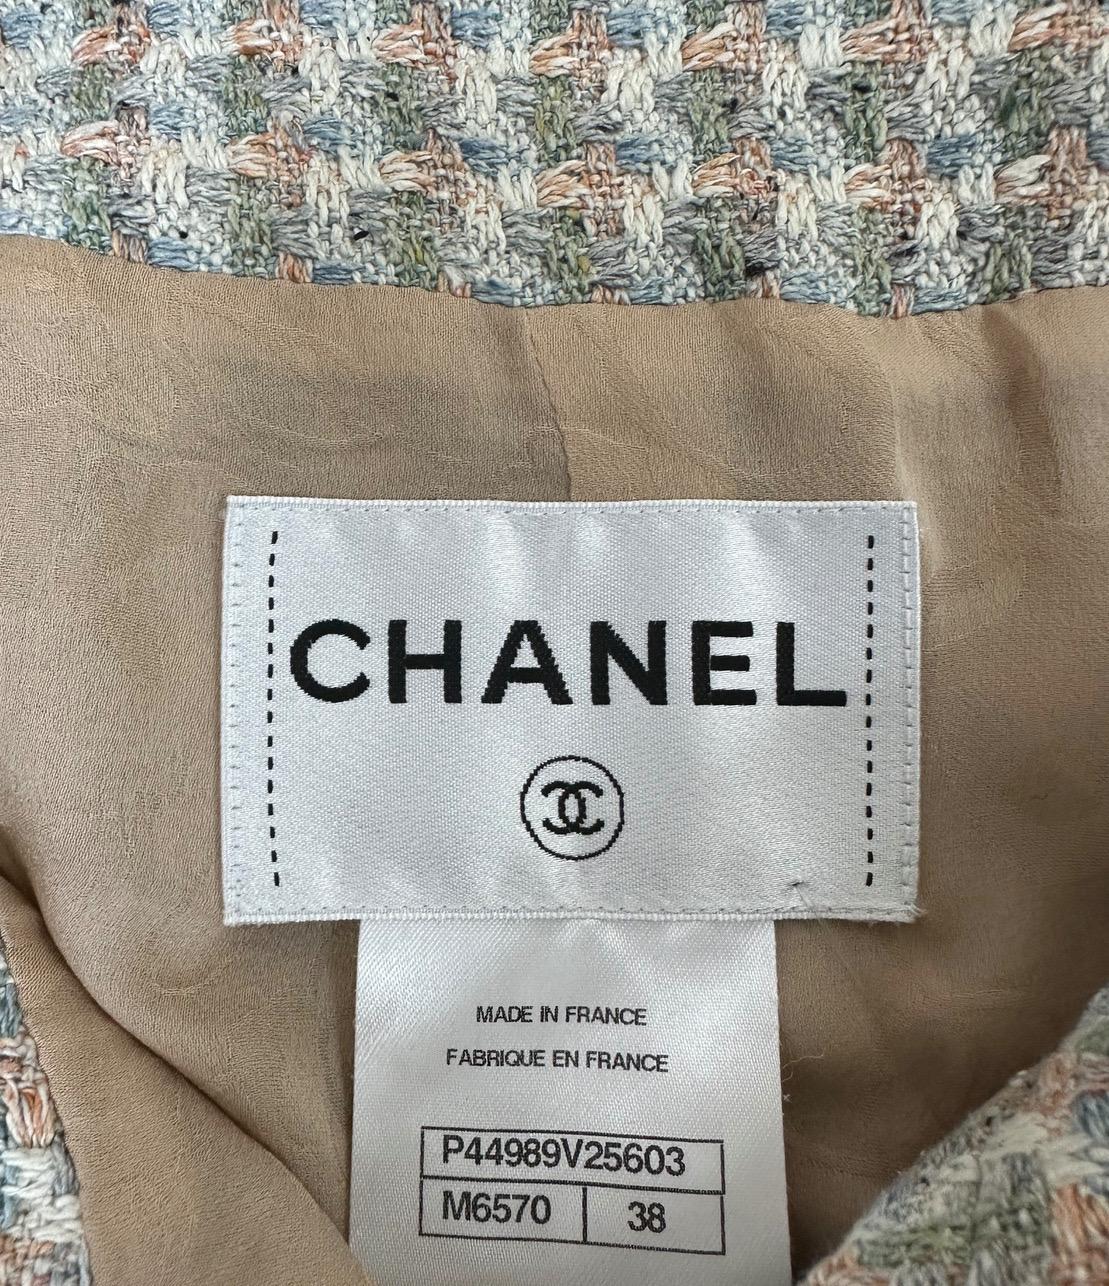 CHANEL
MADE IN FRANCE
FABRIQUE EN FRANCE
P44989V25603
M6570 38